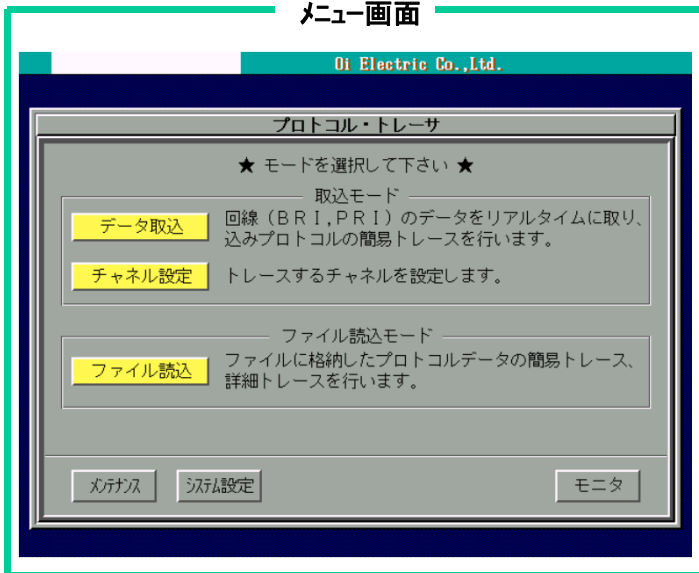 メニュー画面
Oi Electric Co.,Ltd.
プロトコル・トレーサ
★ モードを選択して下さい ★
取込モード
データ取込
回線（ＢＲＩ,ＰＲＩ）のデータをリアルタイムに取り、
込みプロトコルの簡易トレースを行います。
チャネル設定
トレースするチャネルを設定します。
ファイル読込モード
ファイル読込
ファイルに格納したプロトコルデータの簡易トレース、
詳細トレースを行います。
ﾒﾝﾃﾅﾝｽ
ｼｽﾃﾑ設定
モニタ